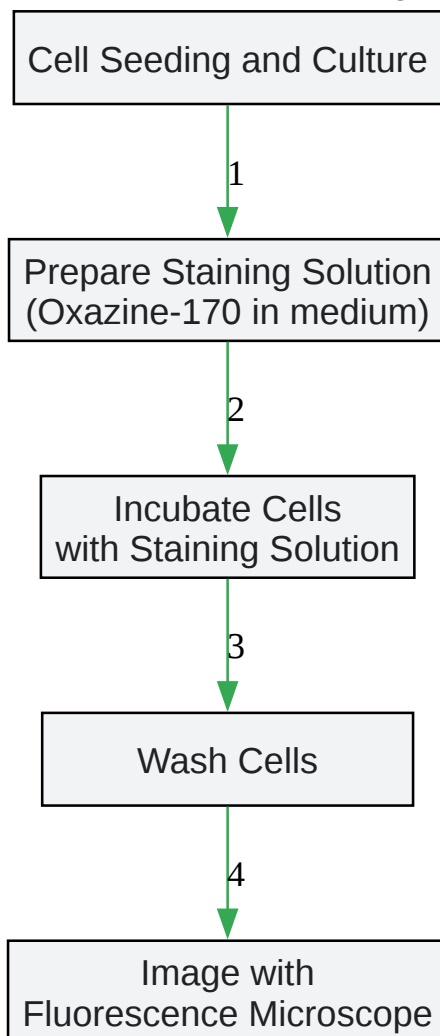 Cell Seeding and Culture
1
Prepare Staining Solution
(Oxazine-170 in medium)
2
Incubate Cells
with Staining Solution
3
Wash Cells
4
Image with
Fluorescence Microscope